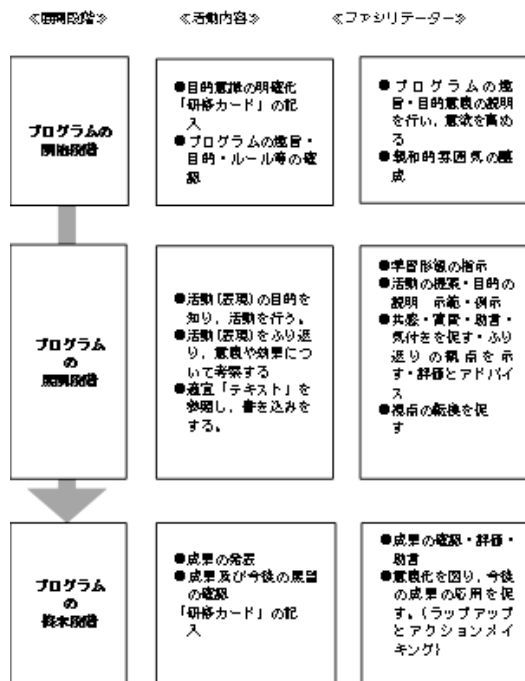 ≪展開段階≫
≪活動内容≫
≪ファシリテーター≫
プログラムの
開始段階
●目的意識の明確化
「研修カード」の記
入
●プログラムの趣旨・
目的・ルール等の確
認
●プログラムの趣
旨・目的意義の説明
を行い、意欲を高め
る
●親和的雰囲気の醸
成
プログラム
の
展開段階
●活動(表現)の目的を
知り、活動を行う。
●活動(表現)をふり返
り、意義や効果につ
いて考察する
●適宜「テキスト」を
参照し、書き込みを
する。
●学習形態の指示
●活動の提案・目的の
説明 示範・例示
●共感・賞賛・助言・
気付きを促す・ふり
返りの観点を示
す・評価とアドバイ
ス
●視点の転換を促
す
プログラム
の
終末段階
●成果の発表
●成果及び今後の展望
の確認
「研修カード」の記
入
●成果の確認・評価・
助言
●意識化を図り、今後
の成果の応用を促
す。(ラップアップ
とアクションメイ
キング)